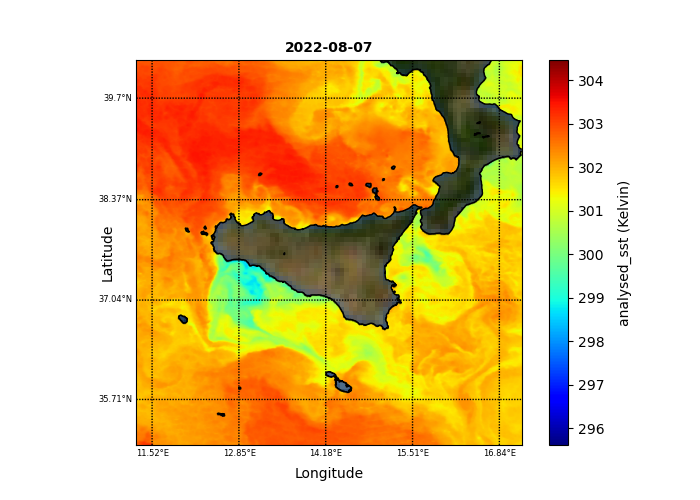 2022-08-07
39.7°N
38.37°N
37.04°N
35.71°N
Latitude
11.52°E 12.85°E 14.18°E 15.51°E 16.84°E
Longitude
304
303
302
301
300
299
298
297
296
analysed_sst (Kelvin)